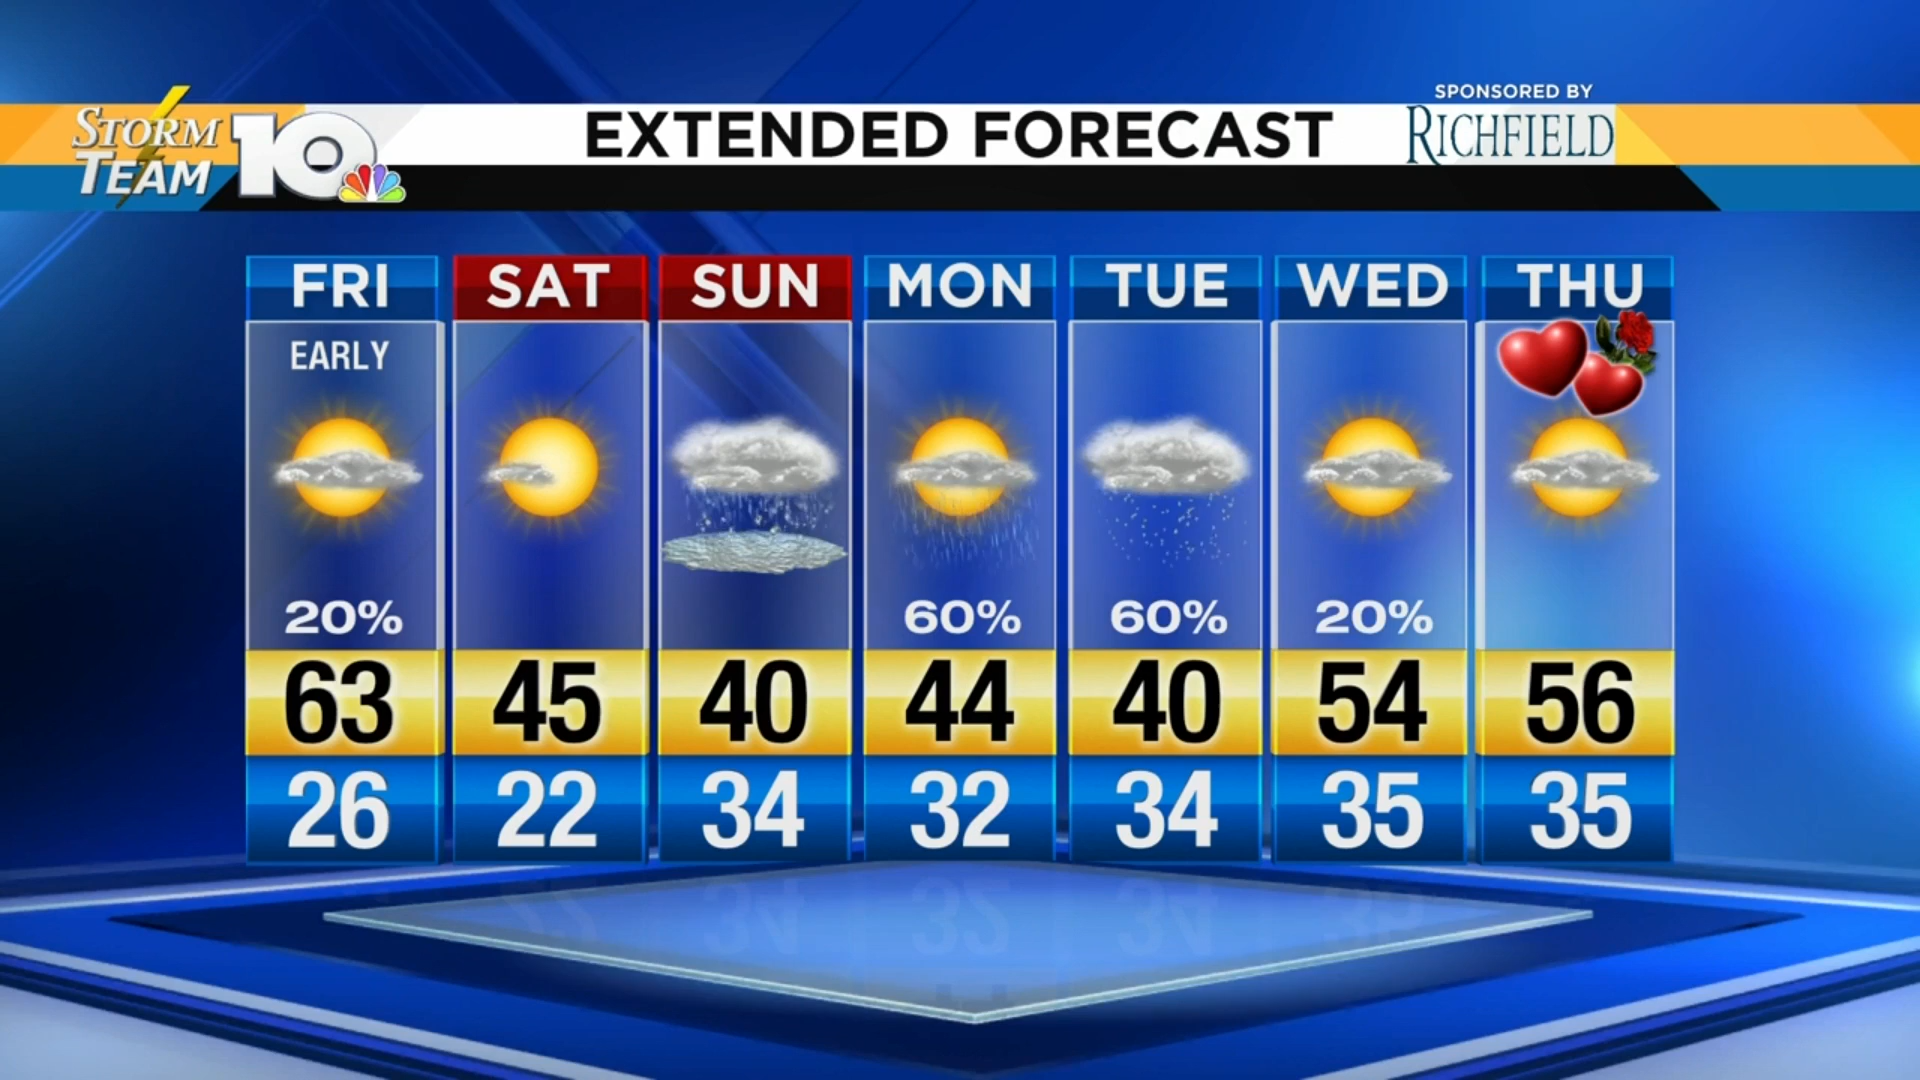 SPONSORED BY
STORM TEAM 10
EXTENDED FORECAST
RICHFIELD
FRI SAT SUN MON TUE WED THU
EARLY
20% 60% 60% 20%
63 45 40 44 40 54 56
26 22 34 32 34 35 35